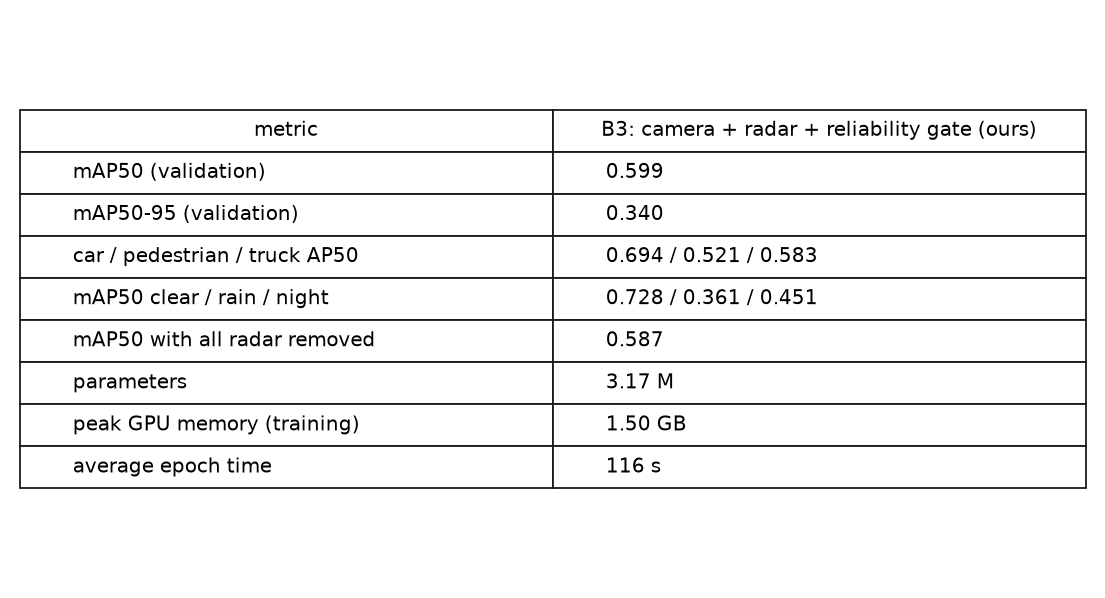 metric B3: camera + radar + reliability gate (ours)
mAP50 (validation) 0.599
mAP50-95 (validation) 0.340
car / pedestrian / truck AP50 0.694 / 0.521 / 0.583
mAP50 clear / rain / night 0.728 / 0.361 / 0.451
mAP50 with all radar removed 0.587
parameters 3.17 M
peak GPU memory (training) 1.50 GB
average epoch time 116 s